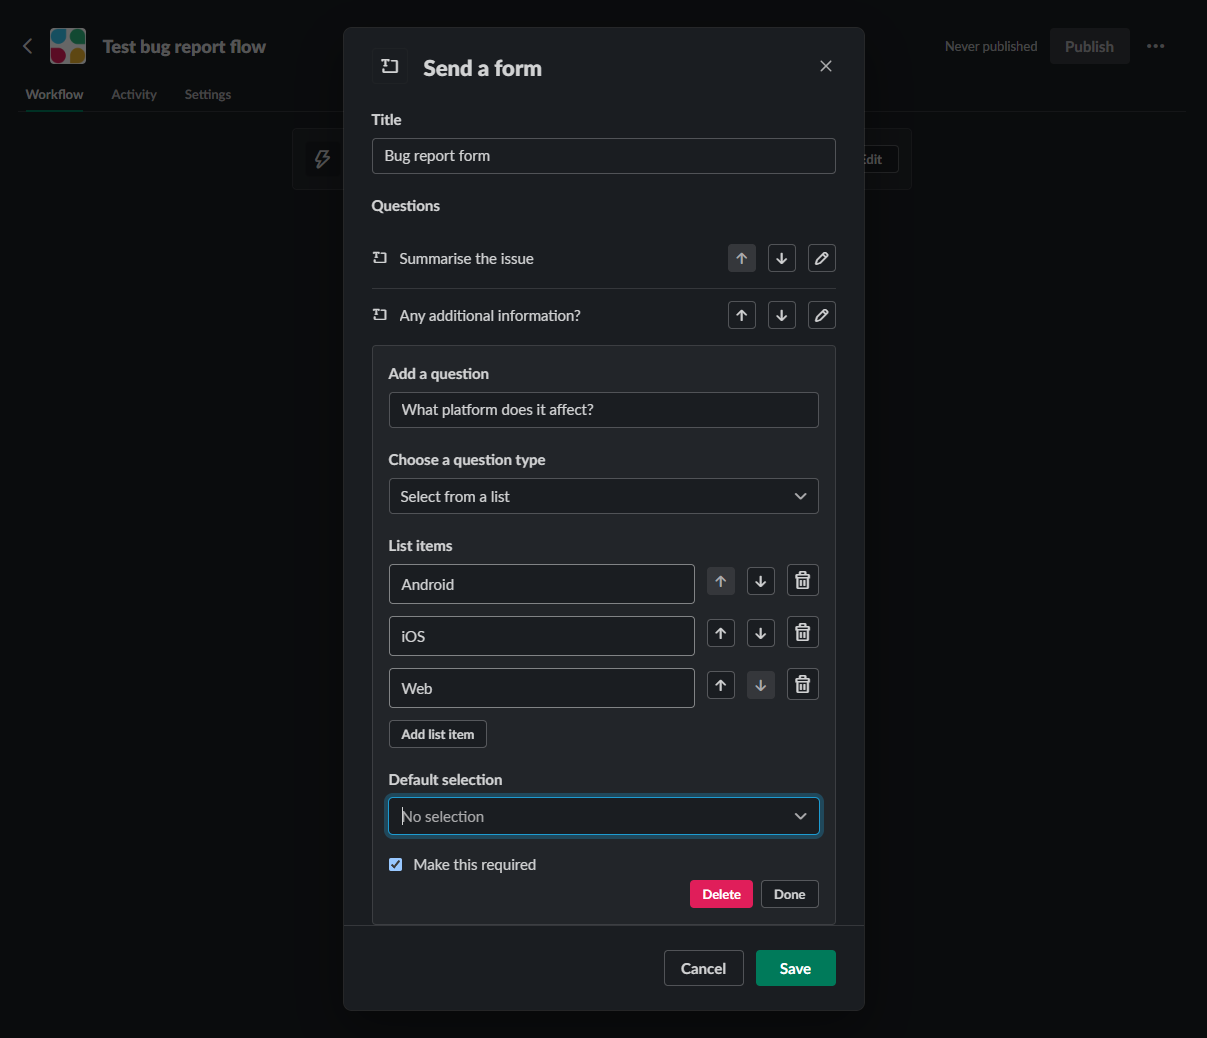 Test bug report flow
Never published
Publish
Workflow
Activity
Settings
Edit
Send a form
Title
Bug report form
Questions
Summarise the issue
Any additional information?
Add a question
What platform does it affect?
Choose a question type
Select from a list
List items
Android
iOS
Web
Add list item
Default selection
No selection
Make this required
Delete
Done
Cancel
Save